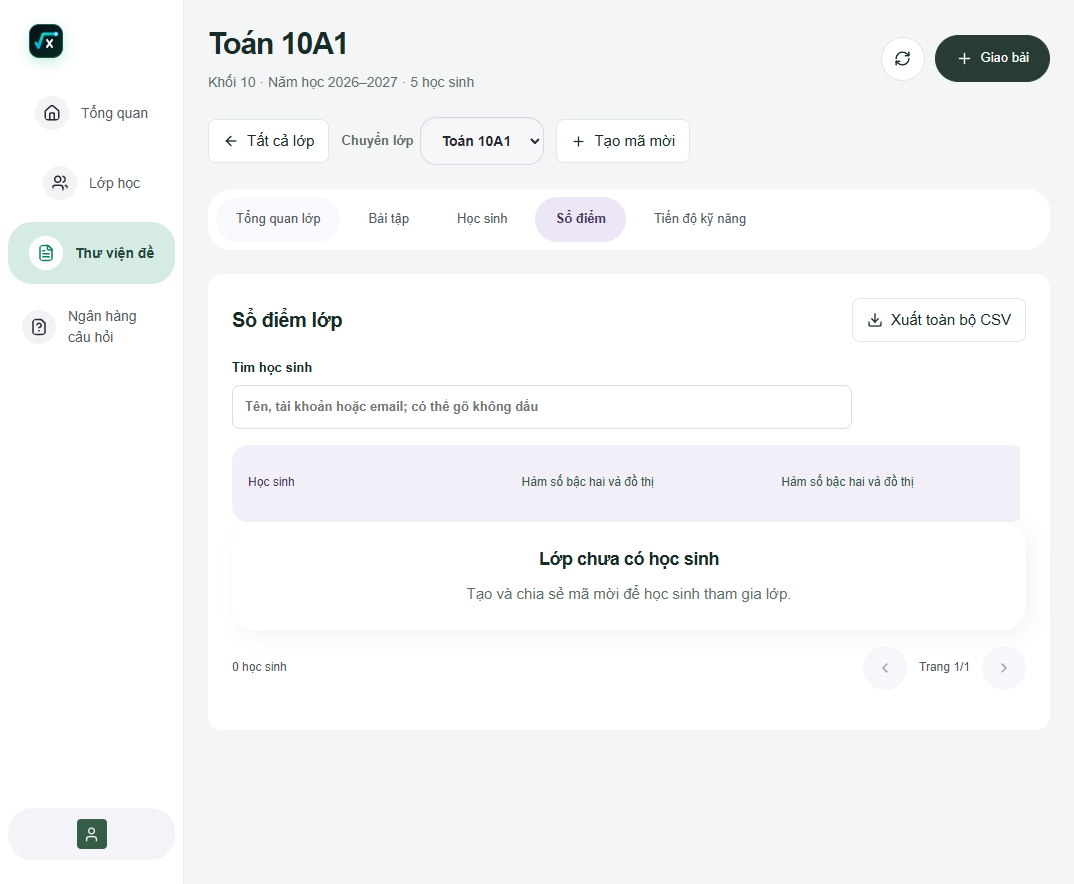 √x
Toán 10A1
Khối 10 · Năm học 2026–2027 · 5 học sinh
Giao bài
Tổng quan
Lớp học
Thư viện đề
Ngân hàng
câu hỏi
Tất cả lớp
Chuyển lớp
Toán 10A1
Tạo mã mời
Tổng quan lớp
Bài tập
Học sinh
Sổ điểm
Tiến độ kỹ năng
Sổ điểm lớp
Xuất toàn bộ CSV
Tìm học sinh
Tên, tài khoản hoặc email; có thể gõ không dấu
Học sinh
Hàm số bậc hai và đồ thị
Hàm số bậc hai và đồ thị
Lớp chưa có học sinh
Tạo và chia sẻ mã mời để học sinh tham gia lớp.
0 học sinh
Trang 1/1